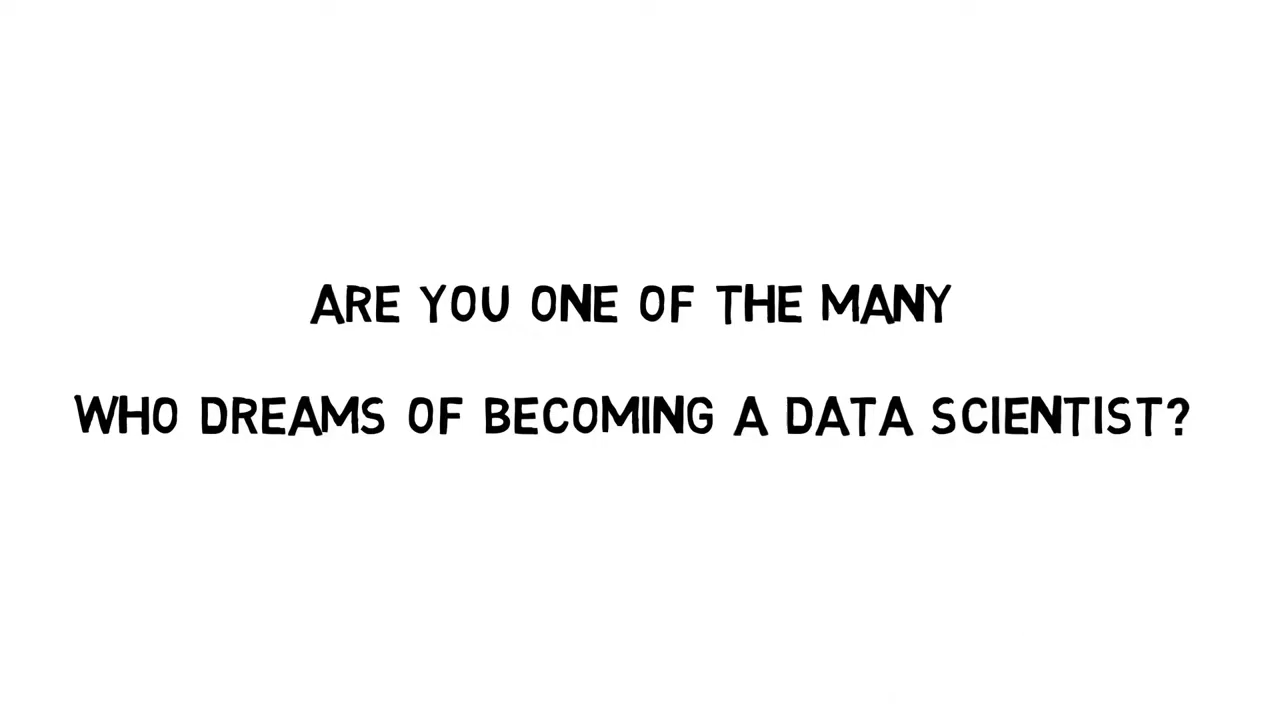 ARE YOU ONE OF THE MANY
WHO DREAMS OF BECOMING A DATA SCIENTIST?